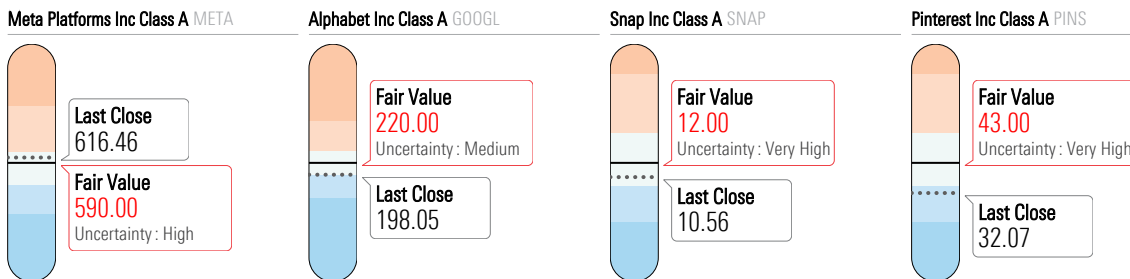 Meta Platforms Inc Class A META
Last Close
616.46
Fair Value
590.00
Uncertainty : High
Alphabet Inc Class A GOOGL
Fair Value
220.00
Uncertainty : Medium
Last Close
198.05
Snap Inc Class A SNAP
Fair Value
12.00
Uncertainty : Very High
Last Close
10.56
Pinterest Inc Class A PINS
Fair Value
43.00
Uncertainty : Very High
Last Close
32.07